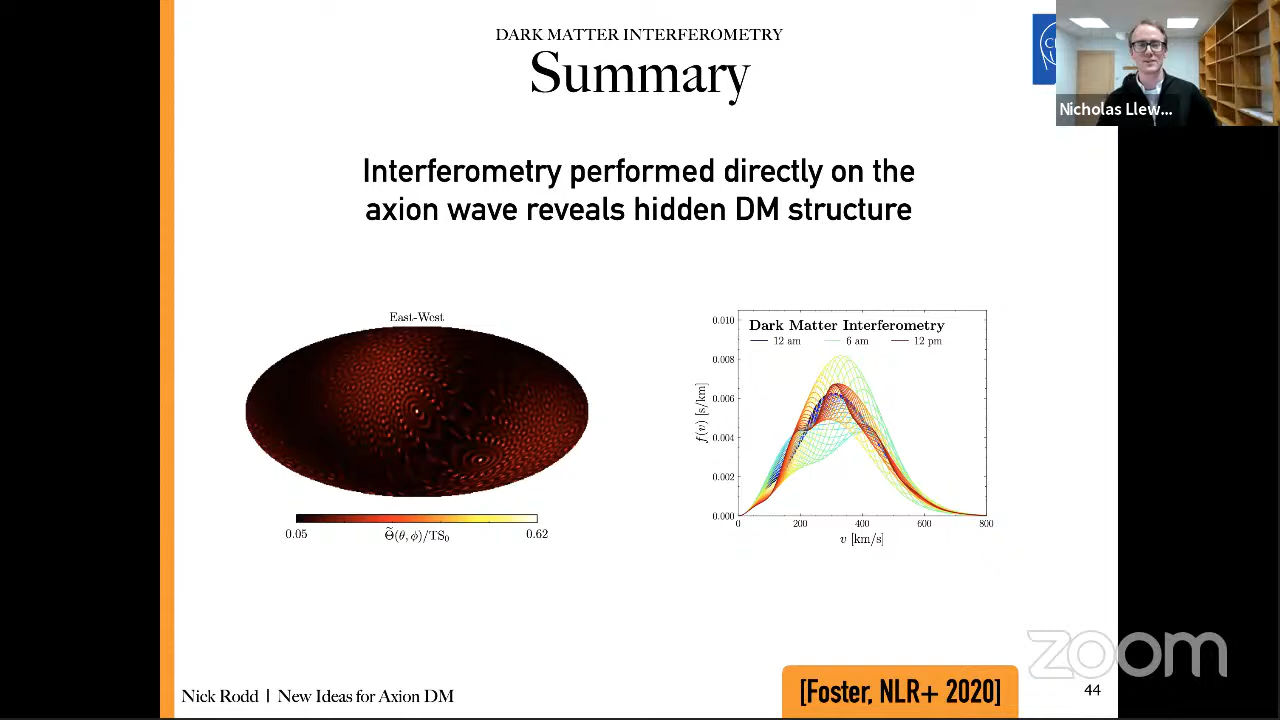 DARK MATTER INTERFEROMETRY
Summary
Nicholas Llew...
Interferometry performed directly on the
axion wave reveals hidden DM structure
East-West
0.05
Θ̃(θ, ϕ)/TS₀
0.62
Dark Matter Interferometry
12 am
6 am
12 pm
0.010
0.008
0.006
0.004
0.002
0.000
f(v) [s/km]
0
200
400
600
800
v [km/s]
zoom
Nick Rodd | New Ideas for Axion DM
[Foster, NLR+ 2020]
44